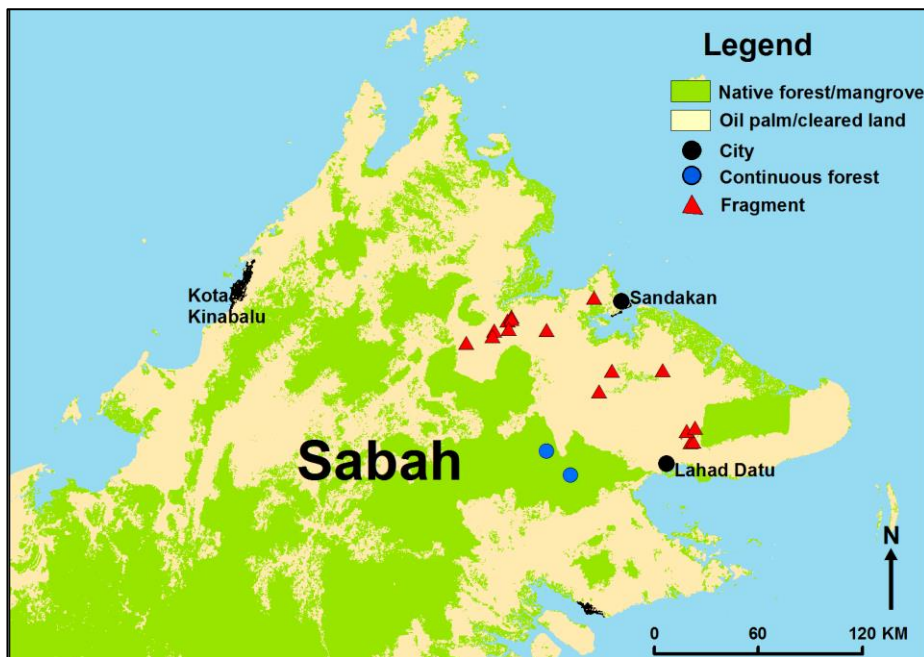 Legend
Native forest/mangrove
Oil palm/cleared land
City
Continuous forest
Fragment
Kota
Kinabalu
Sandakan
Sabah
Lahad Datu
N
0 60 120 KM